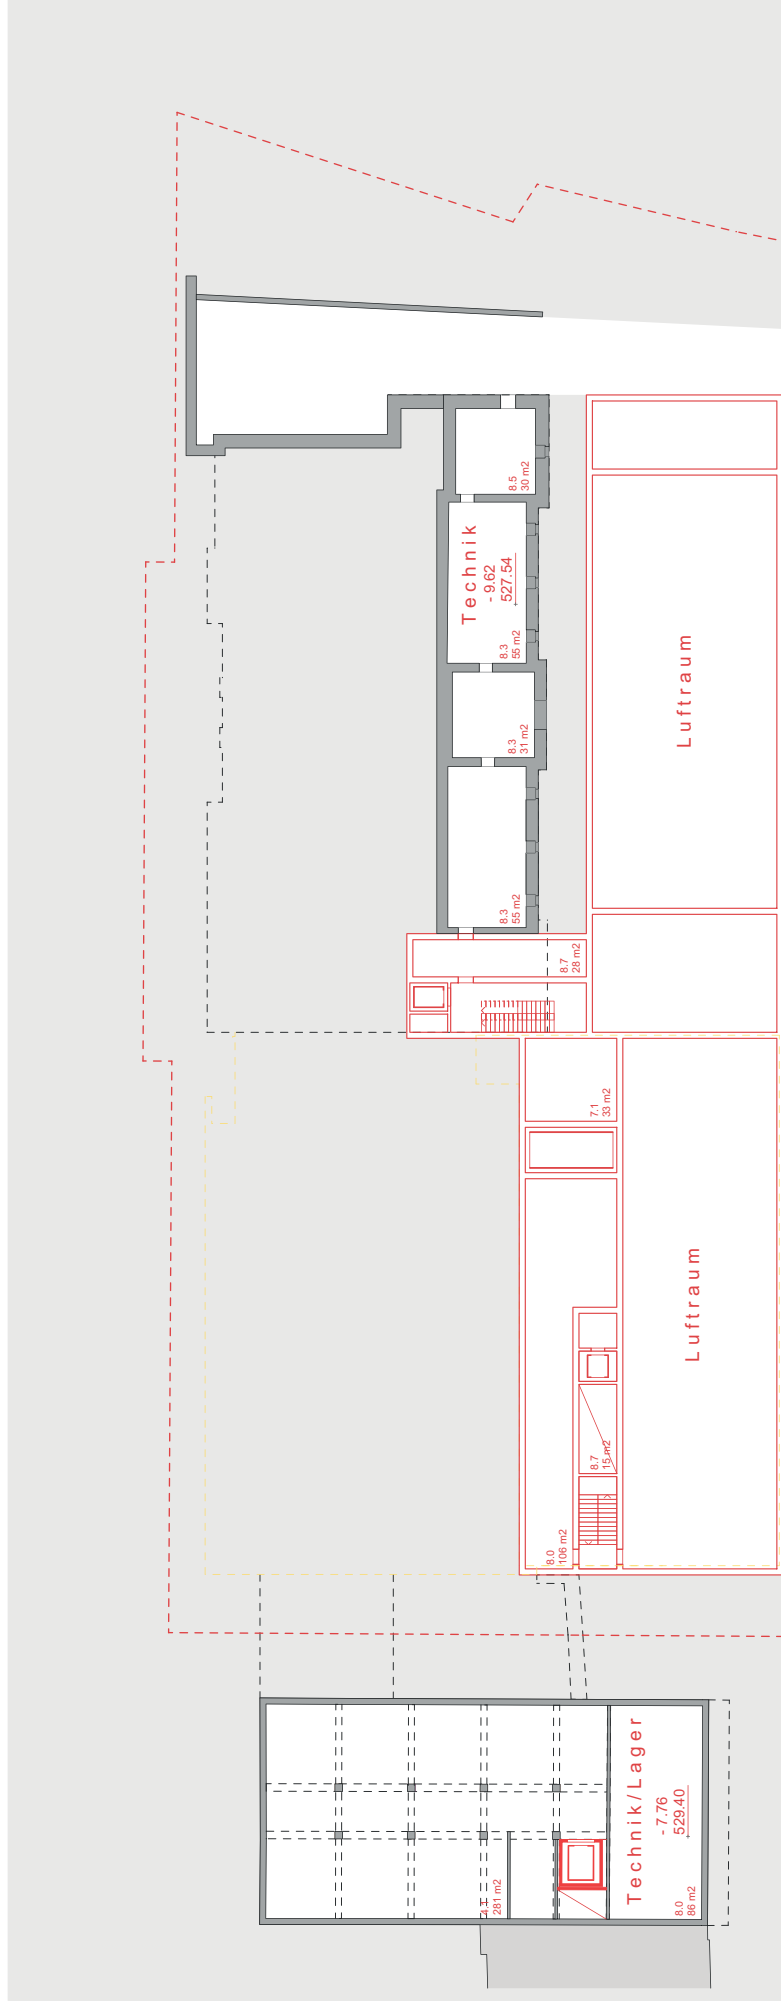 8.5
30 m2
Technik
- 9.62
527.54
8.3
55 m2
8.3
31 m2
Luftraum
8.3
55 m2
8.7
28 m2
7.1
33 m2
Luftraum
8.7
15 m2
8.0
106 m2
Technik/Lager
- 7.76
529.40
281 m2
8.0
86 m2